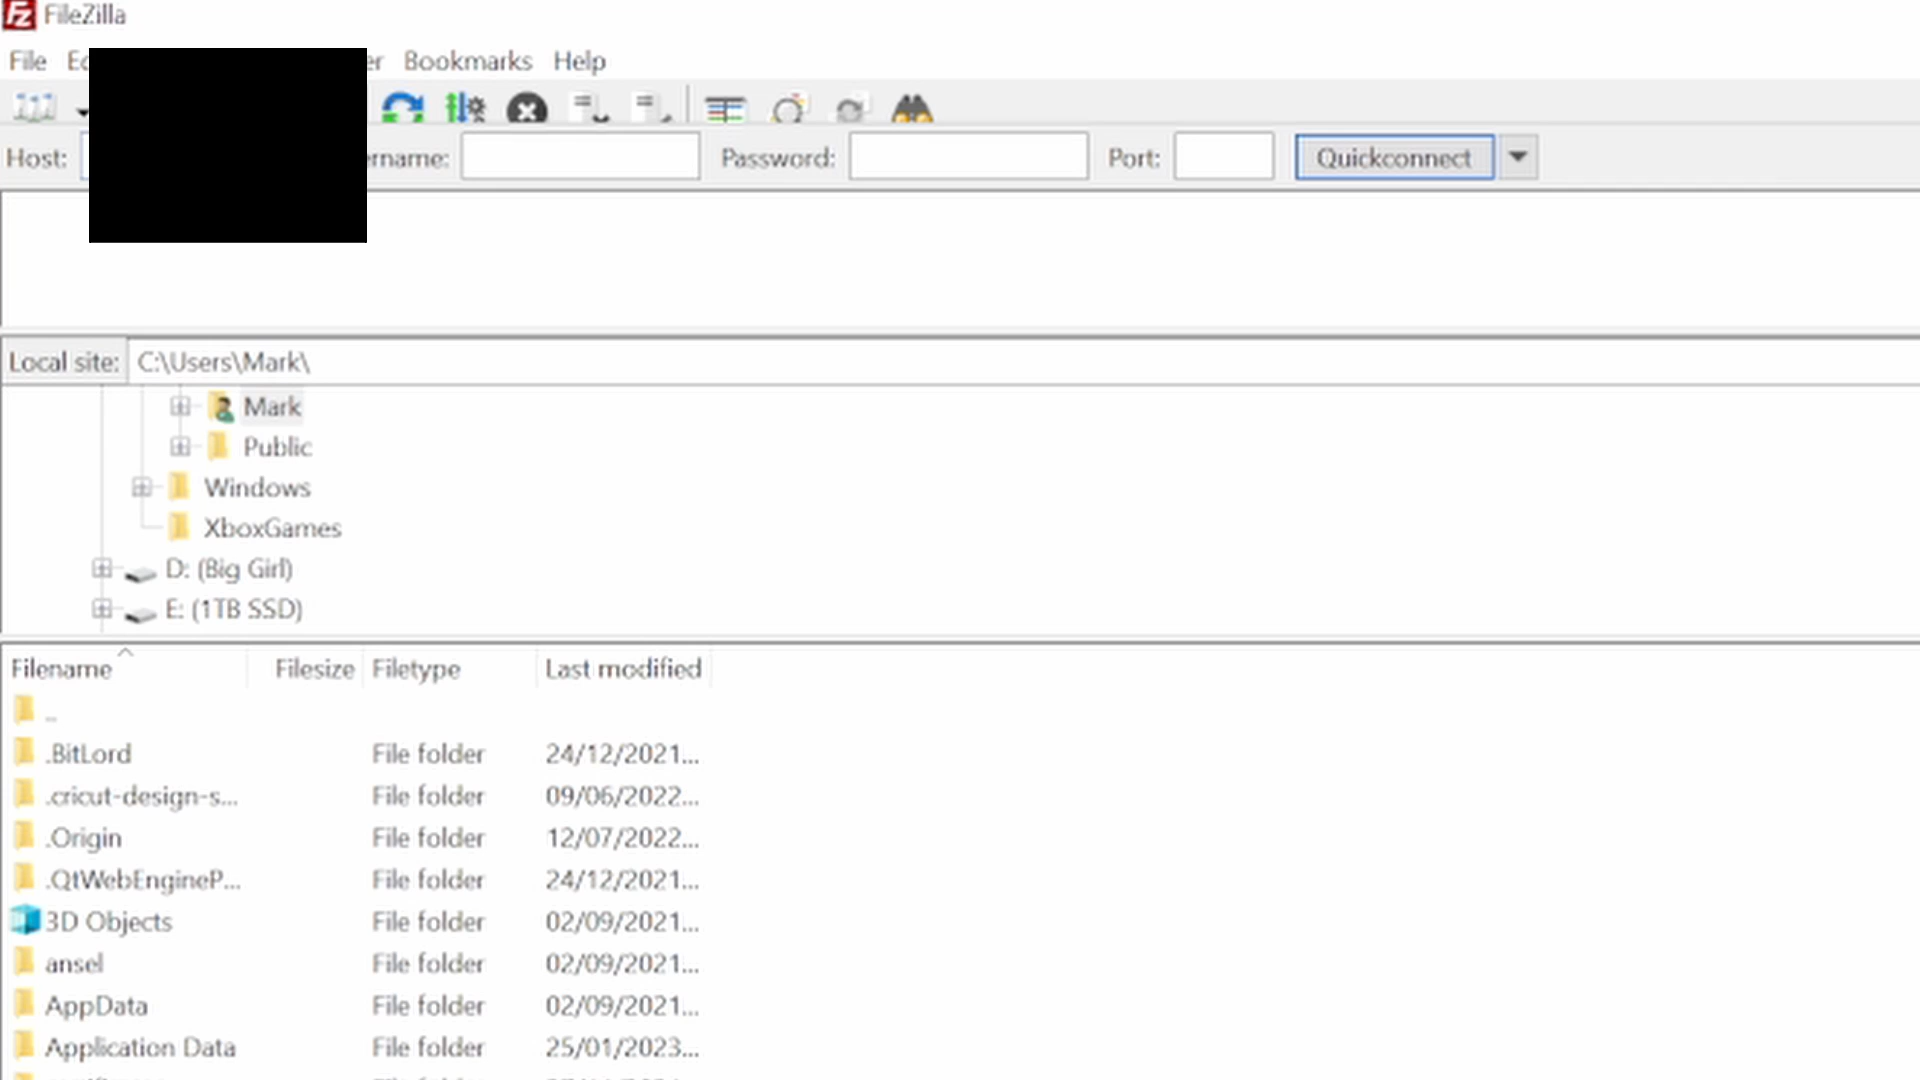 FileZilla
File Bookmarks Help
Host: Password: Port: Quickconnect
Local site: C:\Users\Mark\
Mark
Public
Windows
XboxGames
D: (Big Girl)
E: (1TB SSD)
Filename Filesize Filetype Last modified
..
.BitLord File folder 24/12/2021...
.cricut-design-s... File folder 09/06/2022...
.Origin File folder 12/07/2022...
.QtWebEngineP... File folder 24/12/2021...
3D Objects File folder 02/09/2021...
ansel File folder 02/09/2021...
AppData File folder 02/09/2021...
Application Data File folder 25/01/2023...